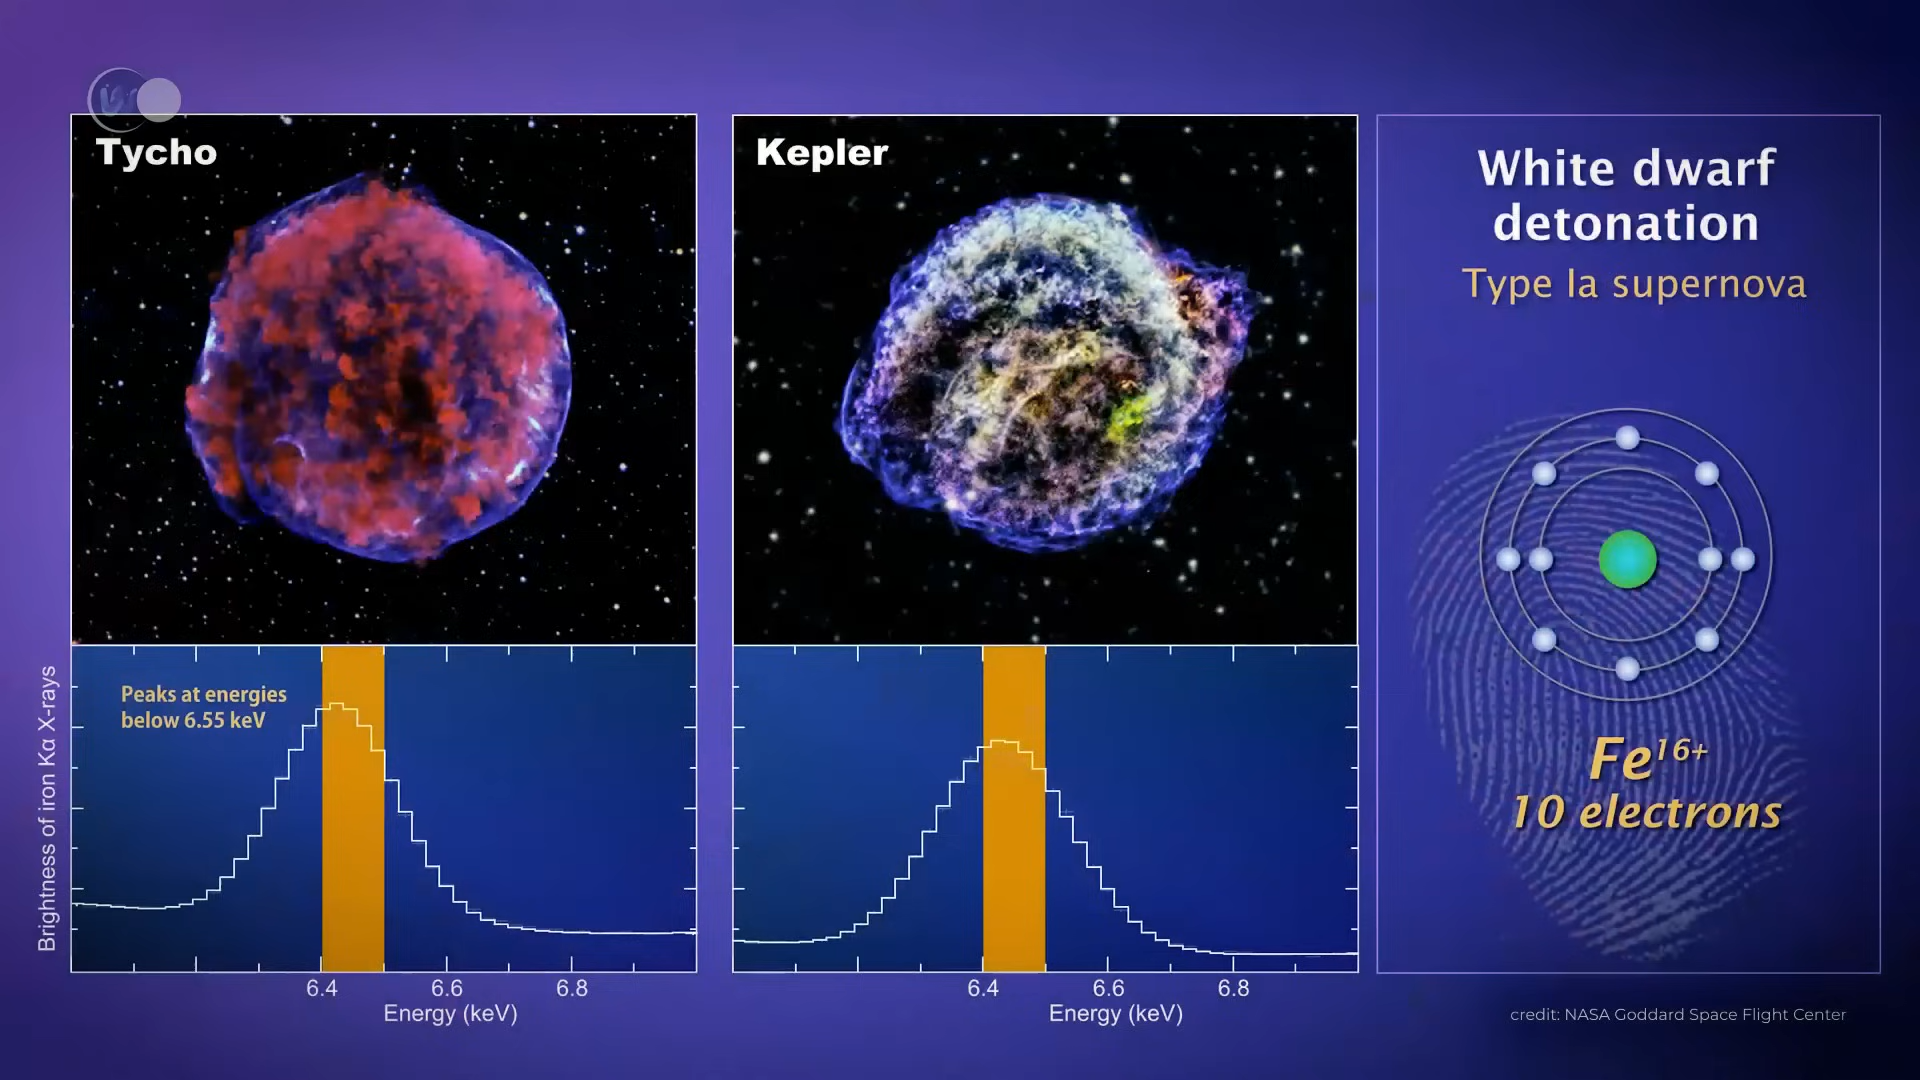 Tycho
Kepler
White dwarf
detonation
Type Ia supernova
Peaks at energies
below 6.55 keV
Brightness of iron Kα X-rays
6.4 6.6 6.8
Energy (keV)
6.4 6.6 6.8
Energy (keV)
Fe16+
10 electrons
credit: NASA Goddard Space Flight Center